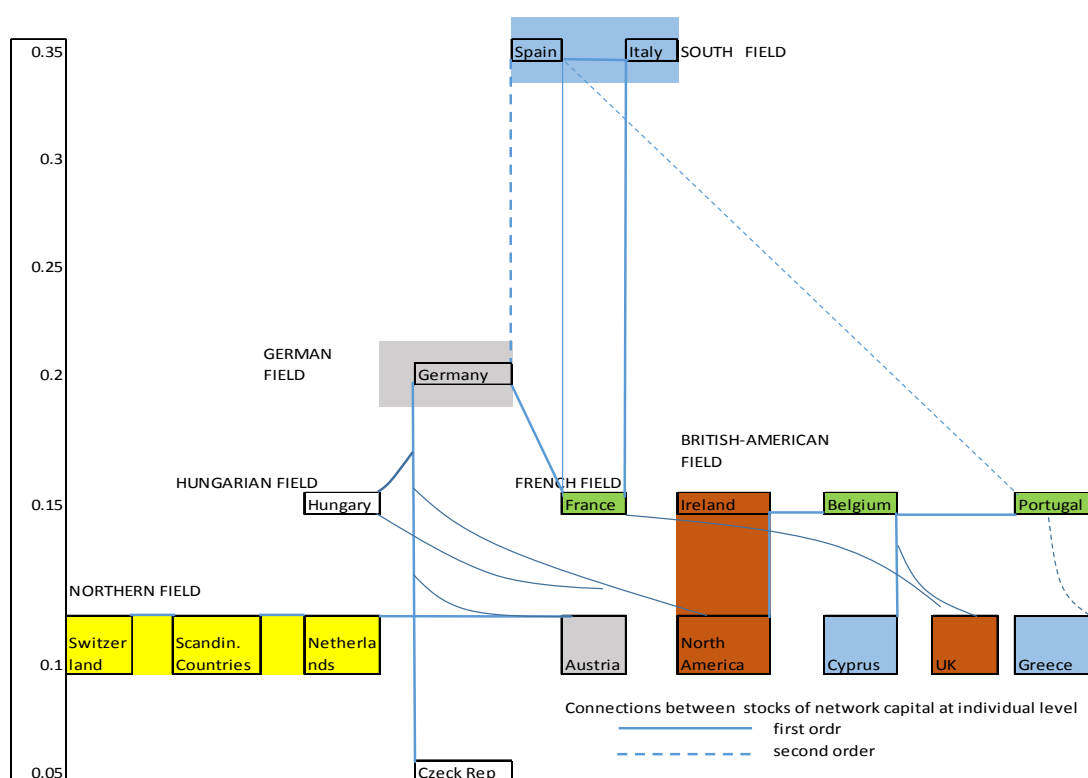 0.35
Spain
Italy
SOUTH FIELD
0.3
0.25
GERMAN
FIELD
0.2
Germany
BRITISH-AMERICAN
FIELD
HUNGARIAN FIELD
FRENCH FIELD
0.15
Hungary
France
Ireland
Belgium
Portugal
NORTHERN FIELD
Switzer
land
Scandin.
Countries
Netherla
nds
0.1
Austria
North
America
Cyprus
UK
Greece
Connections between stocks of network capital at individual level
first ordr
second order
0.05
Czeck Rep